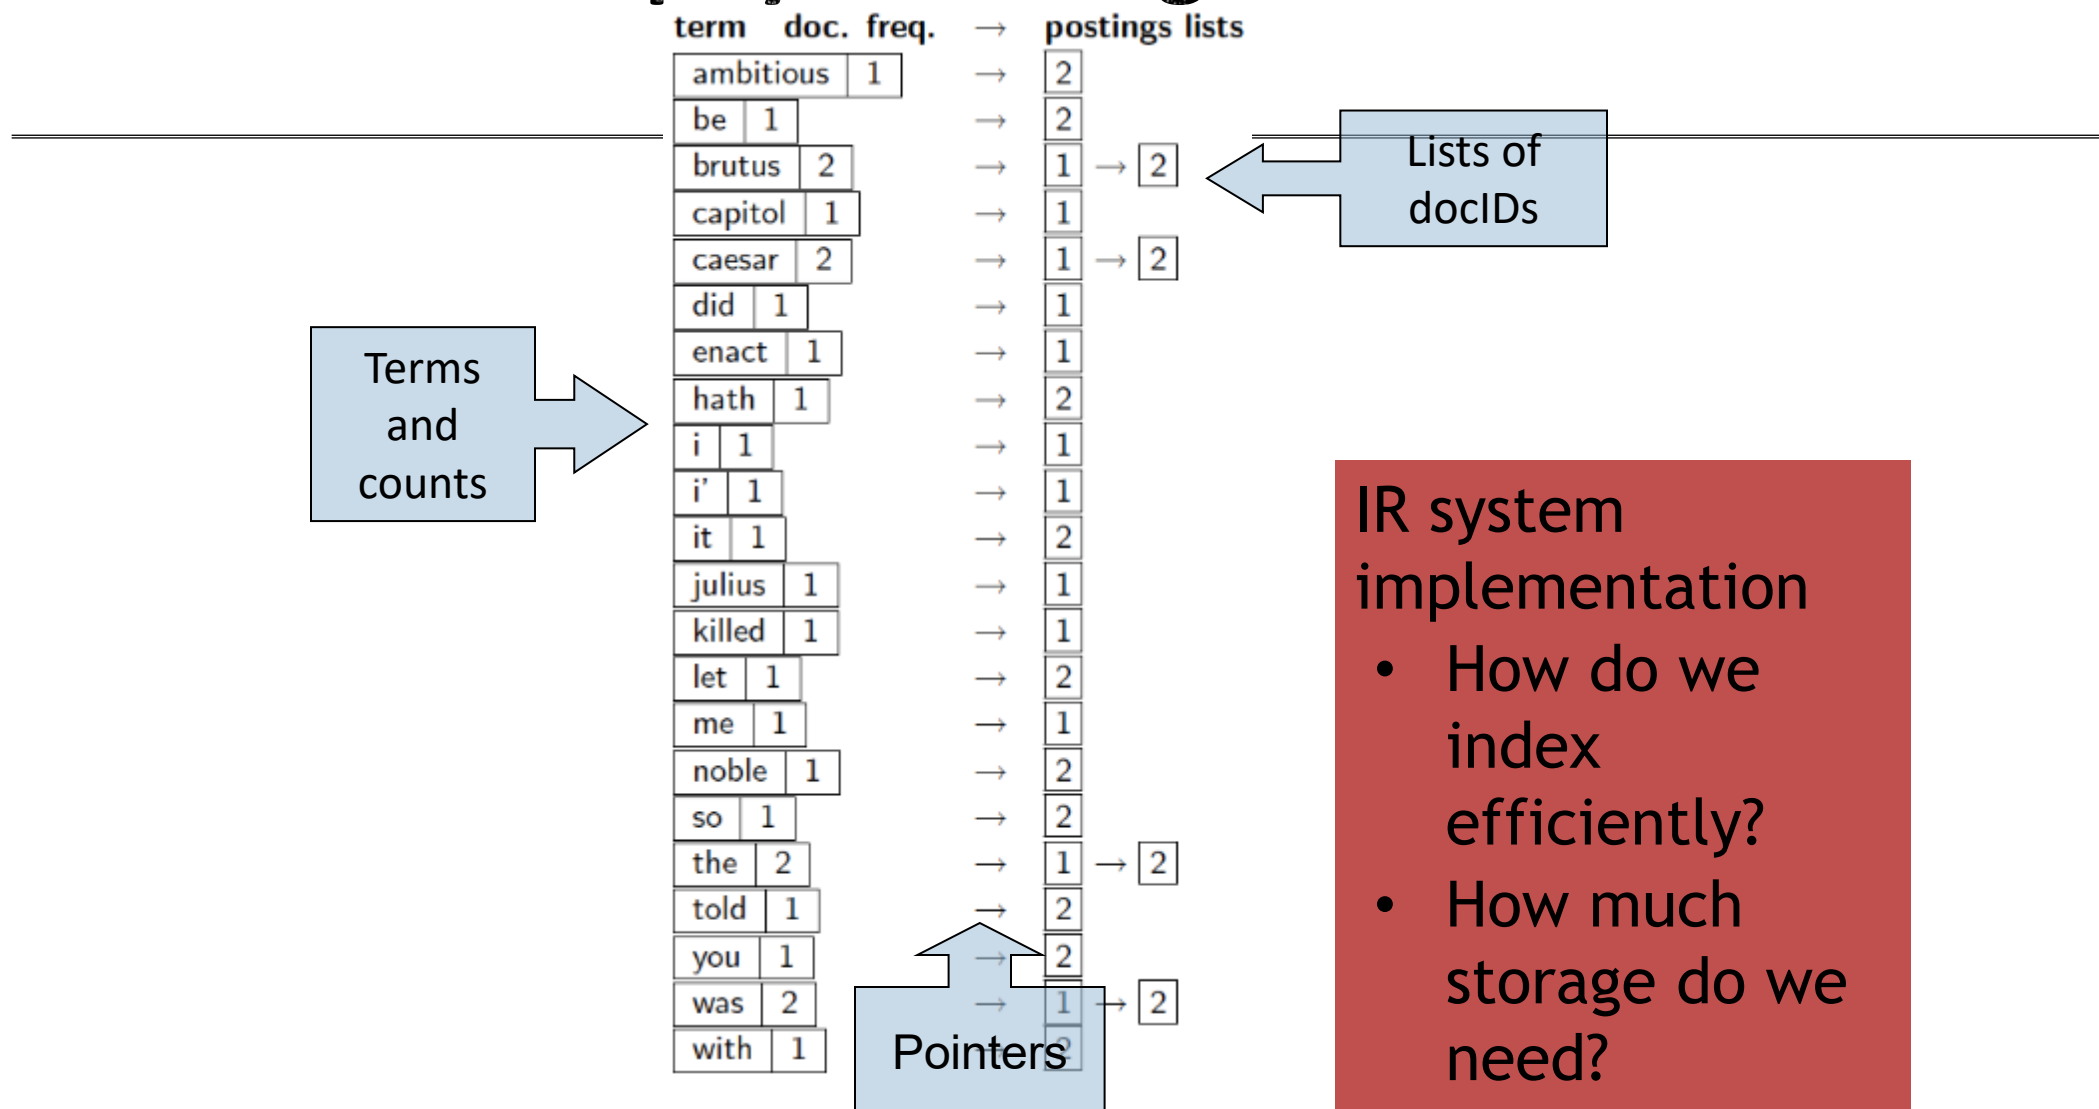 term doc. freq. → postings lists
ambitious 1 → 2
be 1 → 2
brutus 2 → 1 → 2
capitol 1 → 1
caesar 2 → 1 → 2
did 1 → 1
enact 1 → 1
hath 1 → 2
i 1 → 1
i' 1 → 1
it 1 → 2
julius 1 → 1
killed 1 → 1
let 1 → 2
me 1 → 1
noble 1 → 2
so 1 → 2
the 2 → 1 → 2
told 1 → 2
you 1 → 2
was 2 → 1 → 2
with 1 → 2
Lists of
docIDs
Terms
and
counts
Pointers
IR system
implementation
• How do we
index
efficiently?
• How much
storage do we
need?